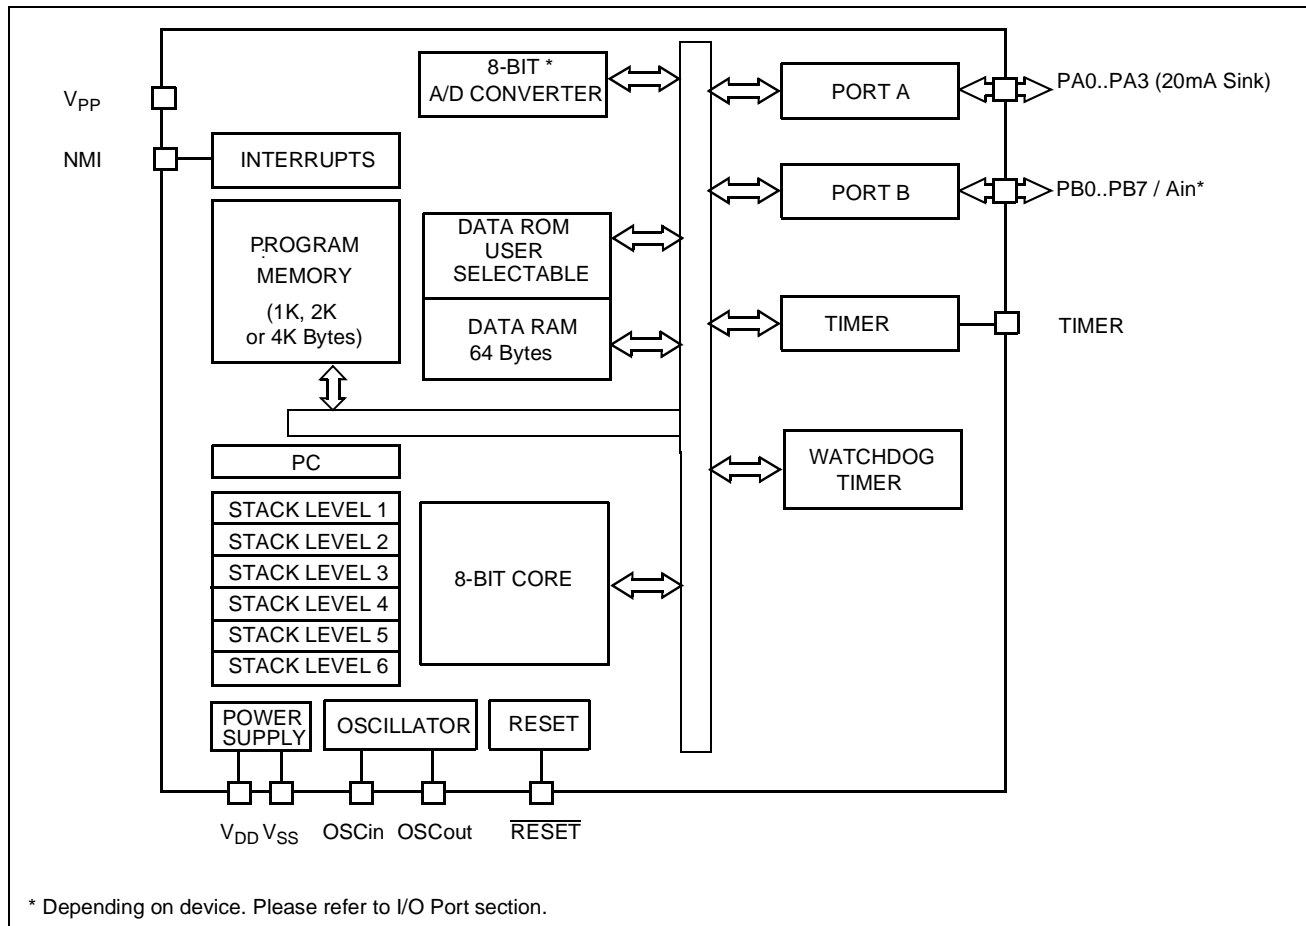 8-BIT *
A/D CONVERTER
PORT A
PA0..PA3 (20mA Sink)
VPP
NMI
INTERRUPTS
PORT B
PB0..PB7 / Ain*
PROGRAM
:
MEMORY
(1K, 2K
or 4K Bytes)
DATA ROM
USER
SELECTABLE
DATA RAM
64 Bytes
TIMER
TIMER
PC
WATCHDOG
TIMER
STACK LEVEL 1
STACK LEVEL 2
STACK LEVEL 3
STACK LEVEL 4
STACK LEVEL 5
STACK LEVEL 6
8-BIT CORE
POWER
SUPPLY
OSCILLATOR
RESET
VDD VSS OSCin OSCout RESET
* Depending on device. Please refer to I/O Port section.